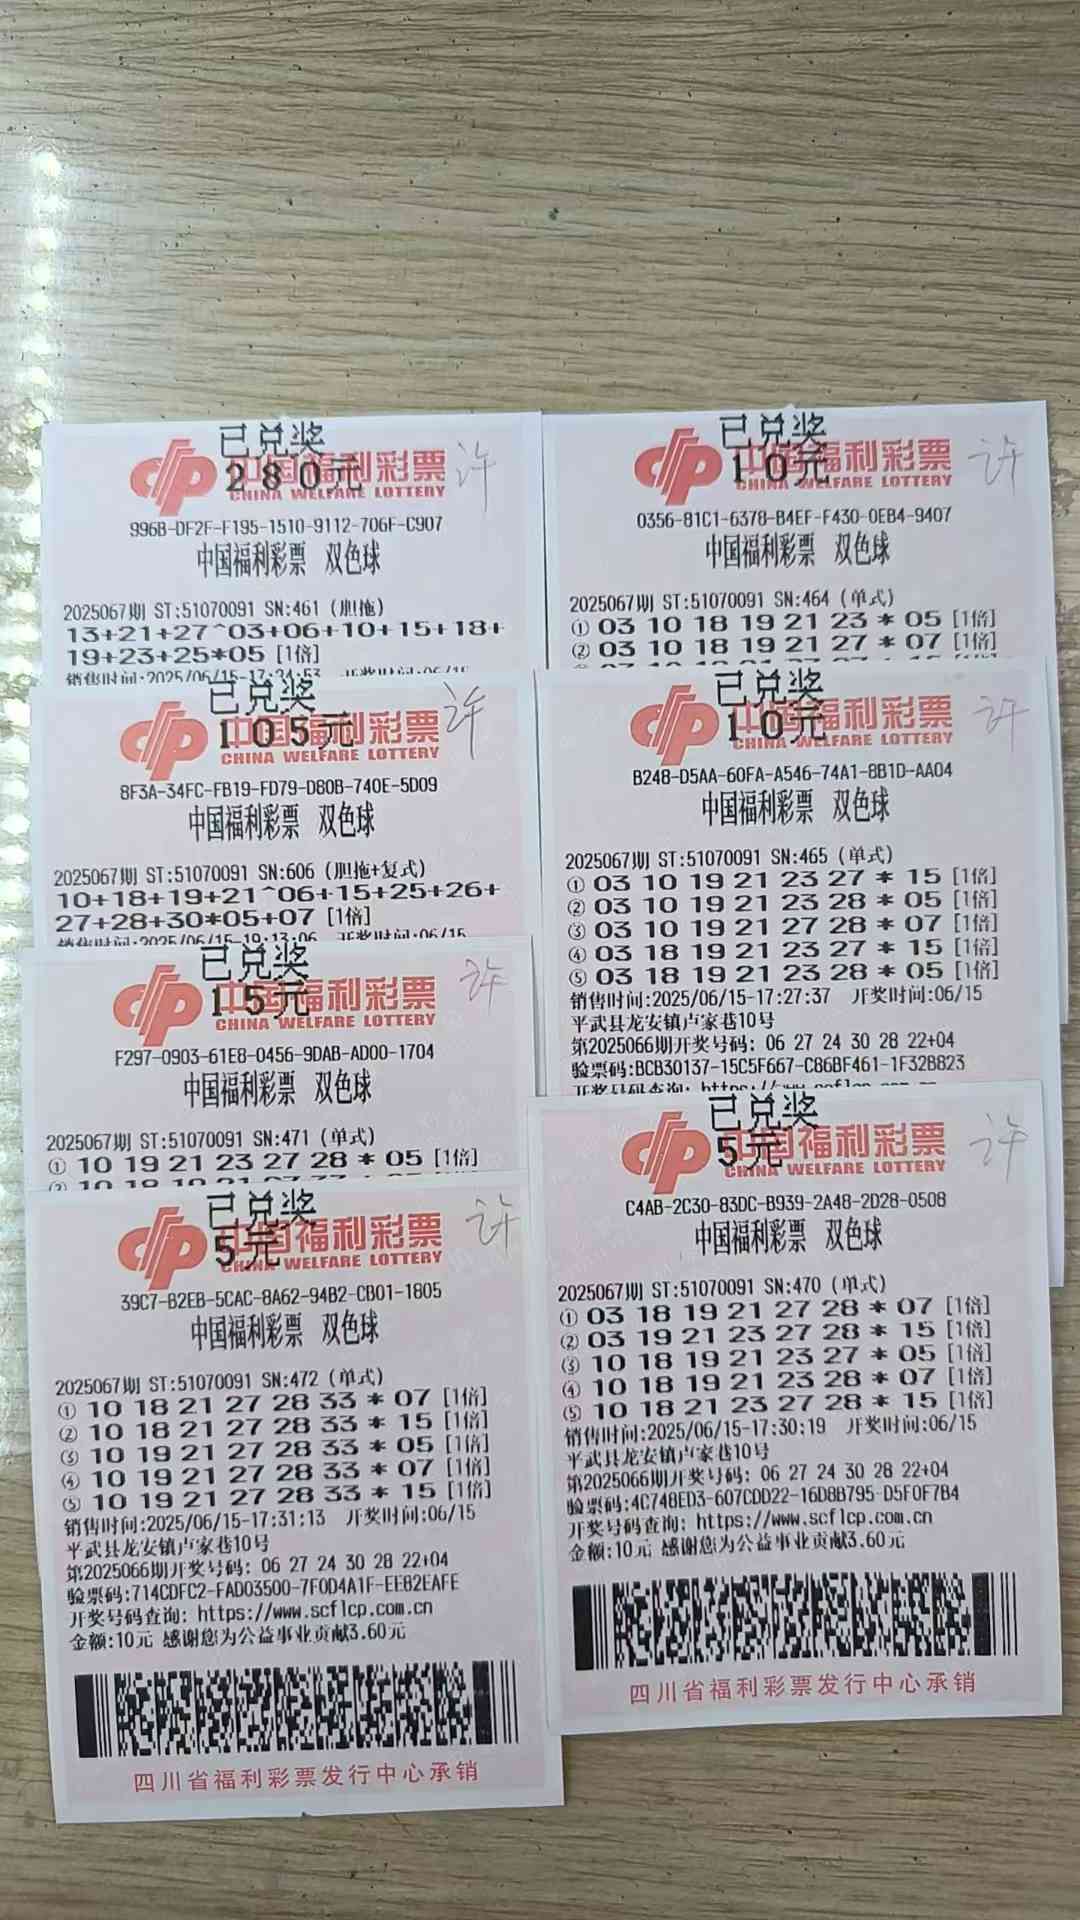 已兑奖
280元
中国福利彩票
CHINA WELFARE LOTTERY
许
996B-DF2F-F195-1510-9112-706F-C907
中国福利彩票 双色球
2025067期 ST:51070091 SN:461 (胆拖)
13+21+27^03+06+10+15+18+
19+23+25*05 [1倍]
销售时间:2025/06/15-17:24:53 开奖时间:06/15
已兑奖
10元
中国福利彩票
CHINA WELFARE LOTTERY
许
0356-81C1-6378-B4EF-F430-0EB4-9407
中国福利彩票 双色球
2025067期 ST:51070091 SN:464 (单式)
① 03 10 18 19 21 23 * 05 [1倍]
② 03 10 18 19 21 27 * 07 [1倍]
已兑奖
105元
中国福利彩票
CHINA WELFARE LOTTERY
许
8F3A-34FC-FB19-FD79-D80B-740E-5D09
中国福利彩票 双色球
2025067期 ST:51070091 SN:606 (胆拖+复式)
10+18+19+21^06+15+25+26+
27+28+30*05+07 [1倍]
销售时间:2025/06/15-19:13:06 开奖时间:06/15
已兑奖
10元
中国福利彩票
CHINA WELFARE LOTTERY
许
B248-D5AA-60FA-A546-74A1-8B1D-AA04
中国福利彩票 双色球
2025067期 ST:51070091 SN:465 (单式)
① 03 10 19 21 23 27 * 15 [1倍]
② 03 10 19 21 23 28 * 05 [1倍]
③ 03 10 19 21 27 28 * 07 [1倍]
④ 03 18 19 21 23 27 * 15 [1倍]
⑤ 03 18 19 21 23 28 * 05 [1倍]
销售时间:2025/06/15-17:27:37 开奖时间:06/15
平武县龙安镇卢家巷10号
第2025066期开奖号码: 06 27 24 30 28 22+04
验票码:BCB30137-15C5F667-C86BF461-1F32B823
开奖号码查询:
已兑奖
15元
中国福利彩票
CHINA WELFARE LOTTERY
许
F297-0903-61E8-0456-9DAB-AD00-1704
中国福利彩票 双色球
2025067期 ST:51070091 SN:471 (单式)
① 10 19 21 23 27 28 * 05 [1倍]
已兑奖
5元
中国福利彩票
CHINA WELFARE LOTTERY
许
39C7-B2EB-5CAC-8A62-94B2-CB01-1805
中国福利彩票 双色球
2025067期 ST:51070091 SN:472 (单式)
① 10 18 21 27 28 33 * 07 [1倍]
② 10 18 21 27 28 33 * 15 [1倍]
③ 10 19 21 27 28 33 * 05 [1倍]
④ 10 19 21 27 28 33 * 07 [1倍]
⑤ 10 19 21 27 28 33 * 15 [1倍]
销售时间:2025/06/15-17:31:13 开奖时间:06/15
平武县龙安镇卢家巷10号
第2025066期开奖号码: 06 27 24 30 28 22+04
验票码:714CDFC2-FAD03500-7F0D4A1F-EE82EAFE
开奖号码查询: https://www.scflcp.com.cn
金额:10元 感谢您为公益事业贡献3.60元
四川省福利彩票发行中心承销
已兑奖
5元
中国福利彩票
CHINA WELFARE LOTTERY
许
C4AB-2C30-83DC-B939-2A48-2D28-0508
中国福利彩票 双色球
2025067期 ST:51070091 SN:470 (单式)
① 03 18 19 21 27 28 * 07 [1倍]
② 03 19 21 23 27 28 * 15 [1倍]
③ 10 18 19 21 23 27 * 05 [1倍]
④ 10 18 19 21 23 28 * 07 [1倍]
⑤ 10 18 21 23 27 28 * 15 [1倍]
销售时间:2025/06/15-17:30:19 开奖时间:06/15
平武县龙安镇卢家巷10号
第2025066期开奖号码: 06 27 24 30 28 22+04
验票码:4C748ED3-607CDD22-16D8B795-D5F0F7B4
开奖号码查询: https://www.scflcp.com.cn
金额:10元 感谢您为公益事业贡献3.60元
四川省福利彩票发行中心承销